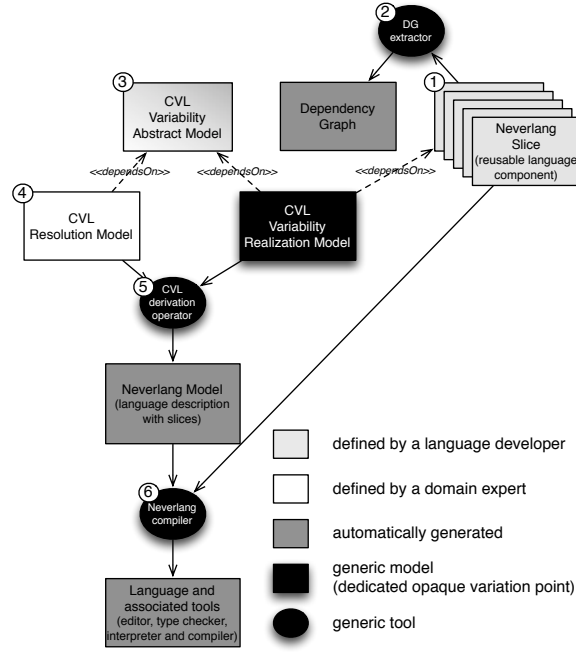 2
DG
extractor
3
CVL
Variability
Abstract Model
Dependency
Graph
1
Neverlang
Slice
(reusable language
component)
<<dependsOn>>
<<dependsOn>>
<<dependsOn>>
4
CVL
Resolution Model
CVL
Variability
Realization Model
5
CVL
derivation
operator
Neverlang Model
(language description
with slices)
6
Neverlang
compiler
Language and
associated tools
(editor, type checker,
interpreter and compiler)
defined by a language developer
defined by a domain expert
automatically generated
generic model
(dedicated opaque variation point)
generic tool